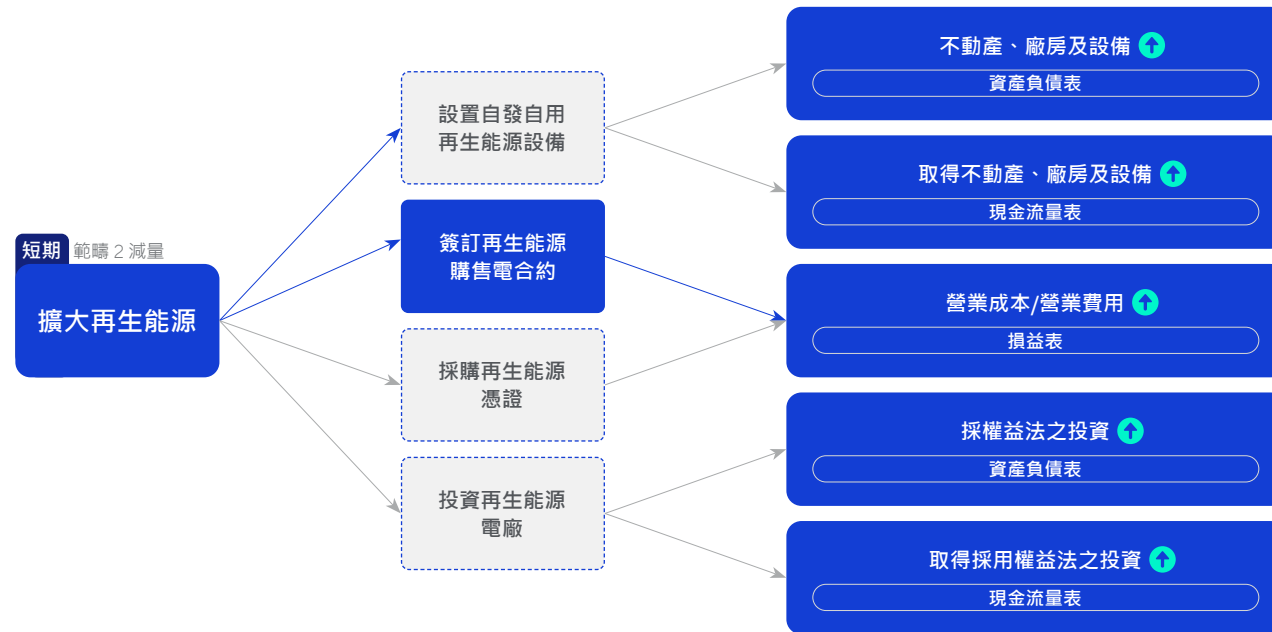 短期 範疇 2 減量
擴大再生能源
設置自發自用
再生能源設備
簽訂再生能源
購售電合約
採購再生能源
憑證
投資再生能源
電廠
不動產、廠房及設備
資產負債表
取得不動產、廠房及設備
現金流量表
營業成本/營業費用
損益表
採權益法之投資
資產負債表
取得採用權益法之投資
現金流量表